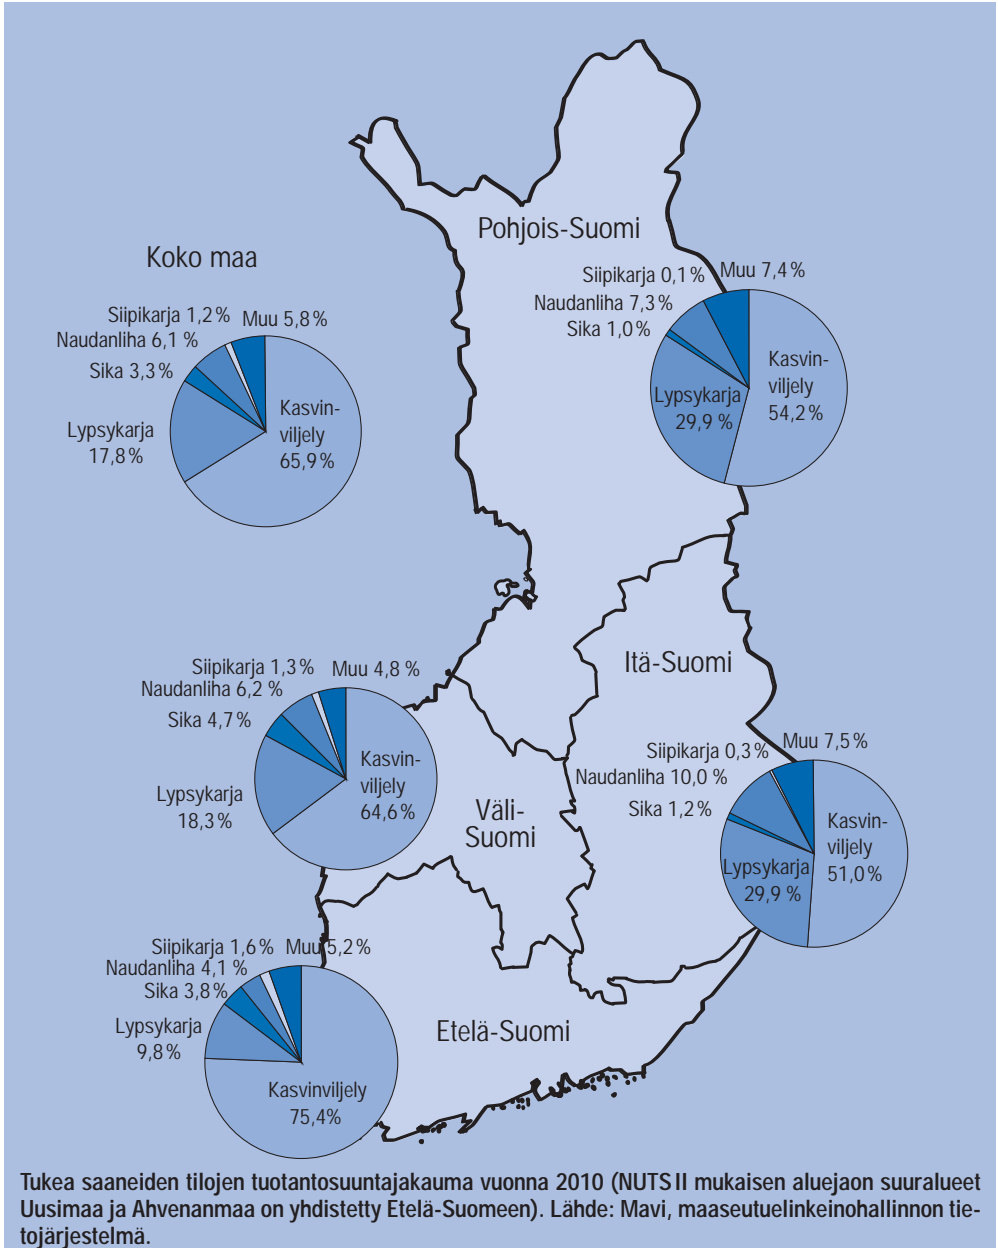 Pohjois-Suomi
Koko maa
Siipikarja 1,2 %
Muu 5,8 %
Naudanliha 6,1 %
Sika 3,3 %
Lypsykarja
17,8 %
Kasvin-
viljely
65,9 %
Siipikarja 0,1 %
Muu 7,4 %
Naudanliha 7,3 %
Sika 1,0 %
Lypsykarja
29,9 %
Kasvin-
viljely
54,2 %
Itä-Suomi
Siipikarja 1,3 %
Muu 4,8 %
Naudanliha 6,2 %
Sika 4,7 %
Lypsykarja
18,3 %
Kasvin-
viljely
64,6 %
Väli-
Suomi
Siipikarja 0,3 %
Muu 7,5 %
Naudanliha 10,0 %
Sika 1,2 %
Lypsykarja
29,9 %
Kasvin-
viljely
51,0 %
Siipikarja 1,6 %
Muu 5,2 %
Naudanliha 4,1 %
Sika 3,8 %
Lypsykarja
9,8 %
Kasvinviljely
75,4%
Etelä-Suomi
Tukea saaneiden tilojen tuotantosuuntajakauma vuonna 2010 (NUTS II mukaisen aluejaon suuralueet
Uusimaa ja Ahvenanmaa on yhdistetty Etelä-Suomeen). Lähde: Mavi, maaseutuelinkeinohallinnon tie-
tojärjestelmä.